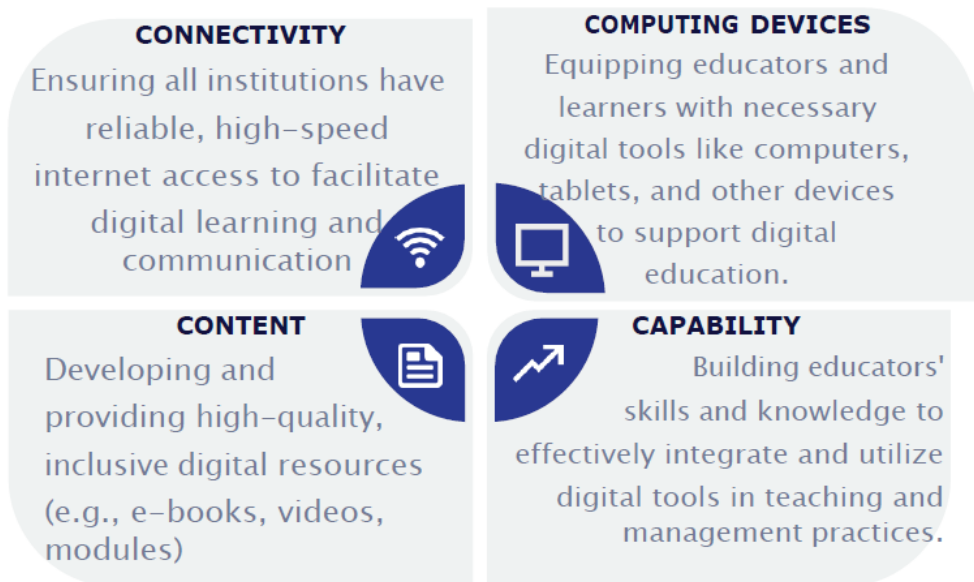 CONNECTIVITY
Ensuring all institutions have
reliable, high-speed
internet access to facilitate
digital learning and
communication
COMPUTING DEVICES
Equipping educators and
learners with necessary
digital tools like computers,
tablets, and other devices
to support digital
education.
CONTENT
Developing and
providing high-quality,
inclusive digital resources
(e.g., e-books, videos,
modules)
CAPABILITY
Building educators'
skills and knowledge to
effectively integrate and utilize
digital tools in teaching and
management practices.